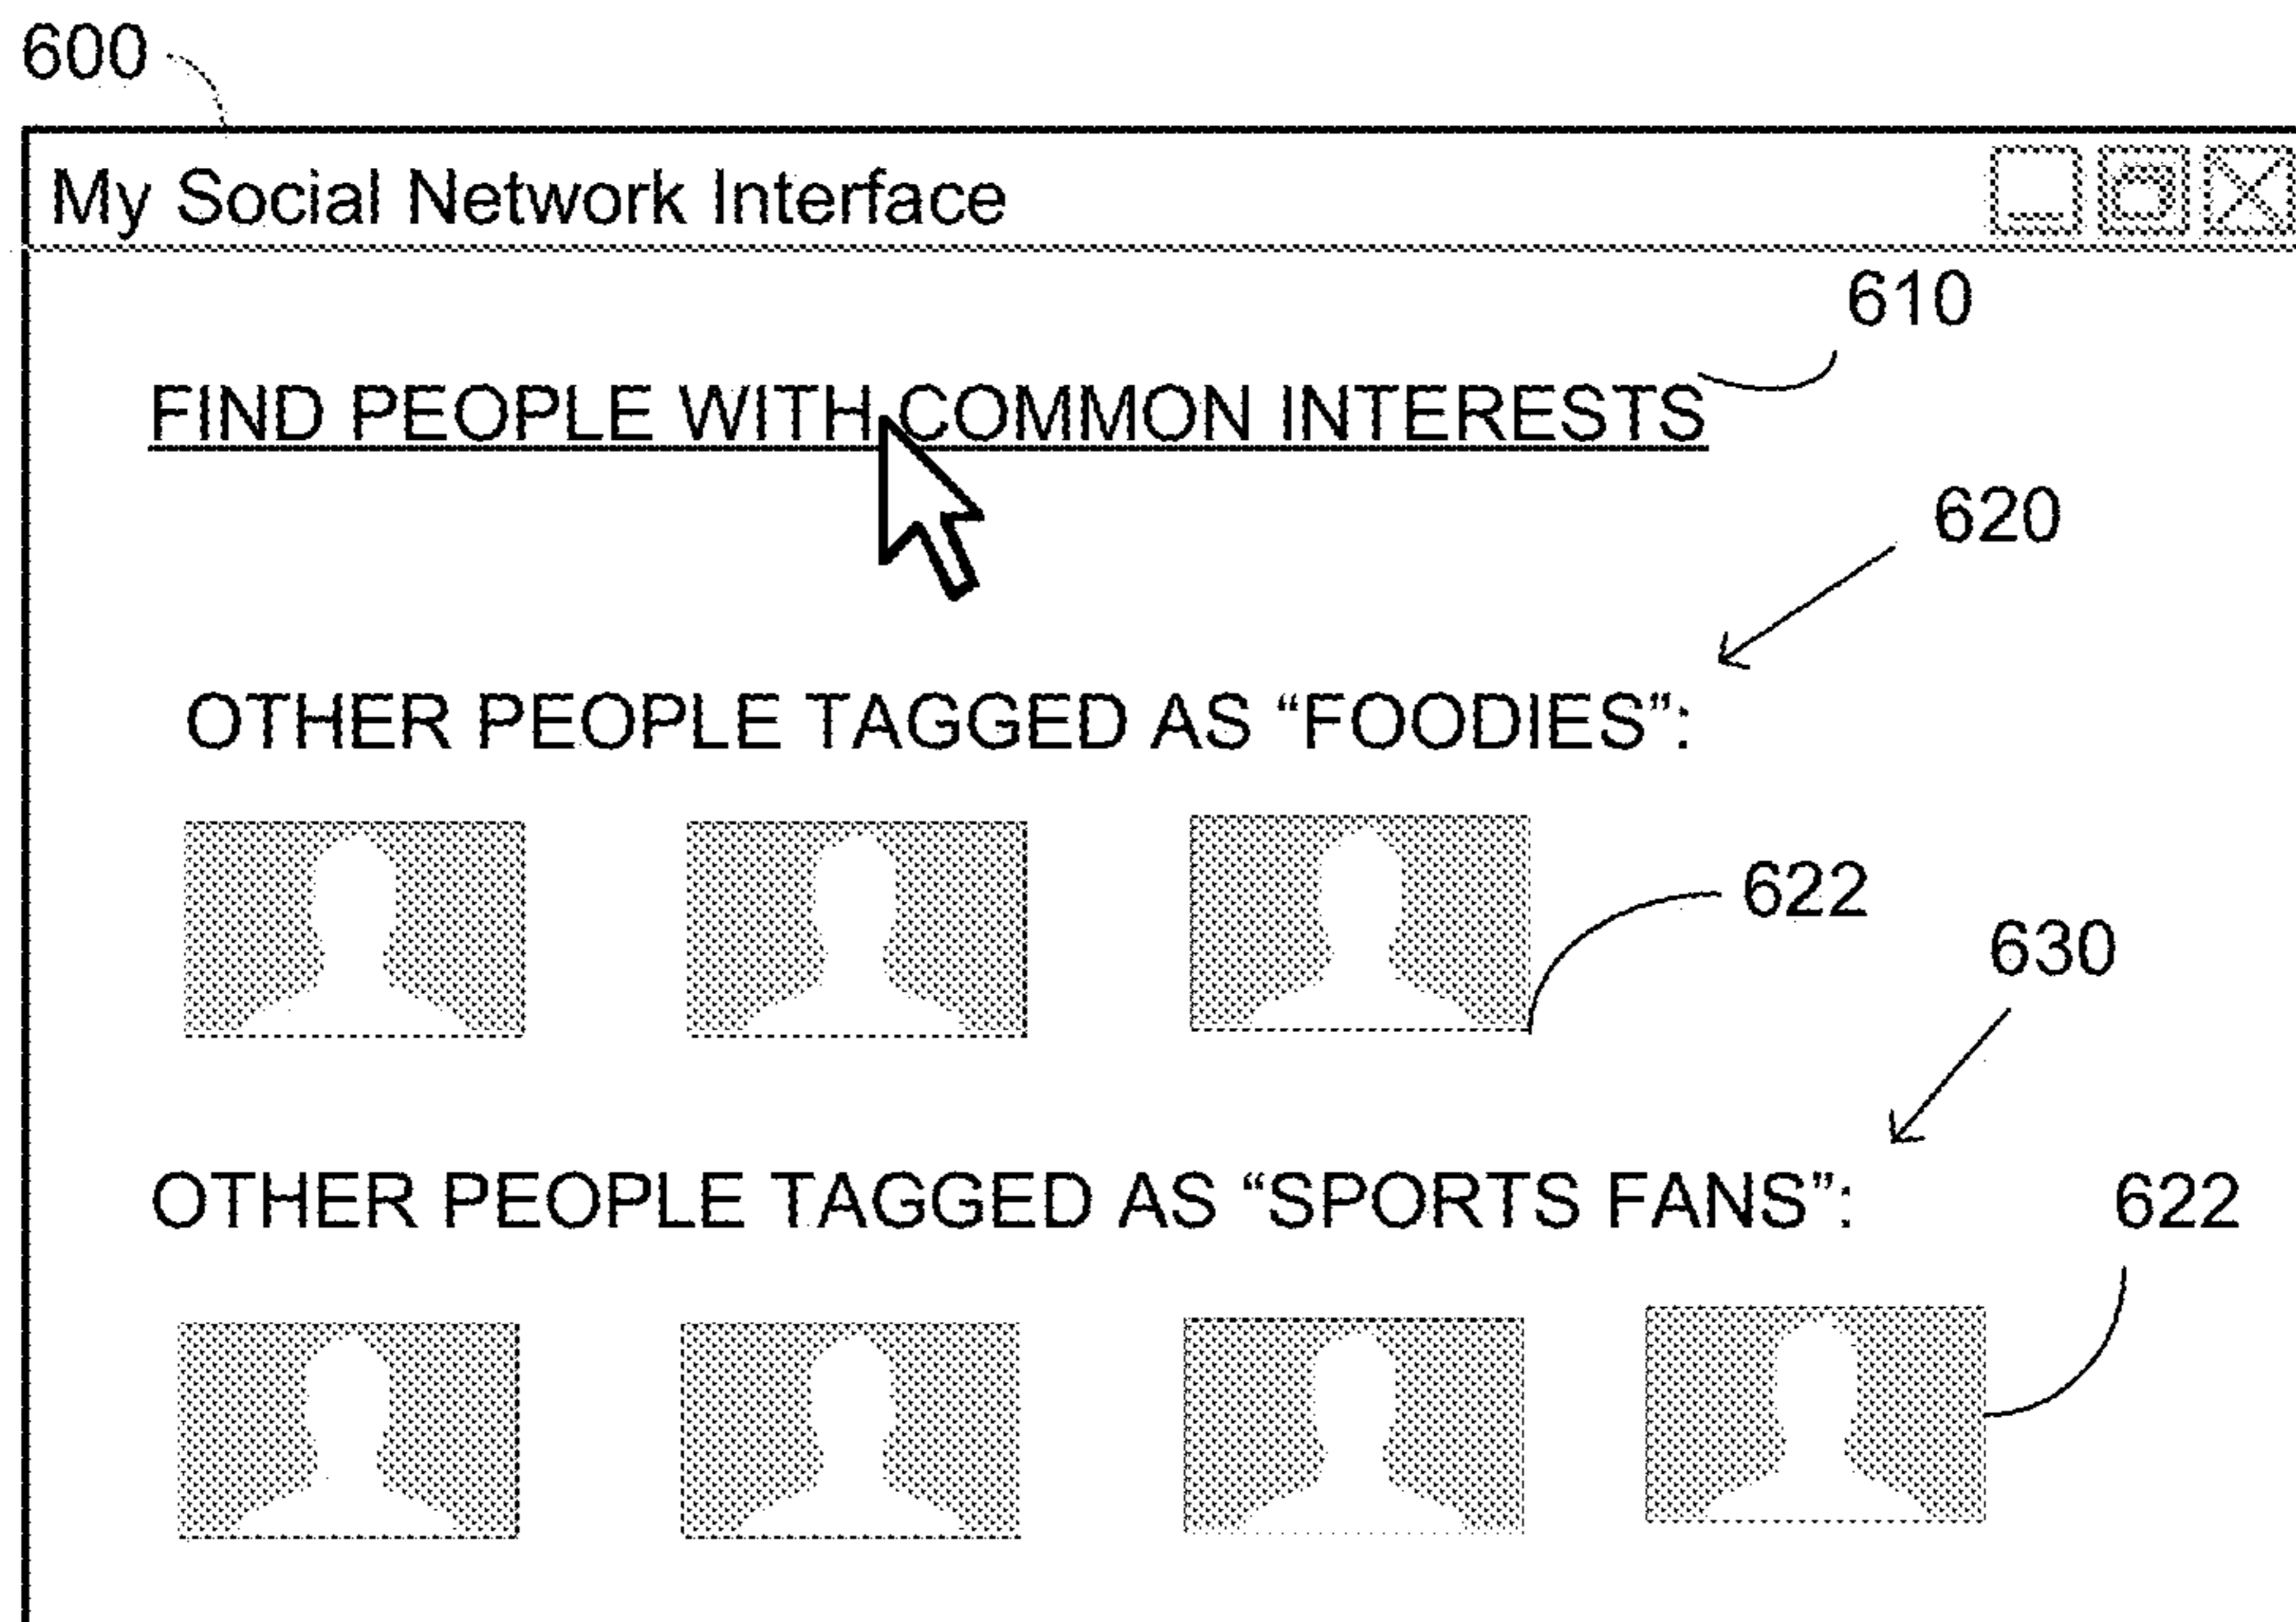 600
My Social Network Interface
610
FIND PEOPLE WITH COMMON INTERESTS
620
OTHER PEOPLE TAGGED AS “FOODIES”:
622
630
OTHER PEOPLE TAGGED AS “SPORTS FANS”:
622